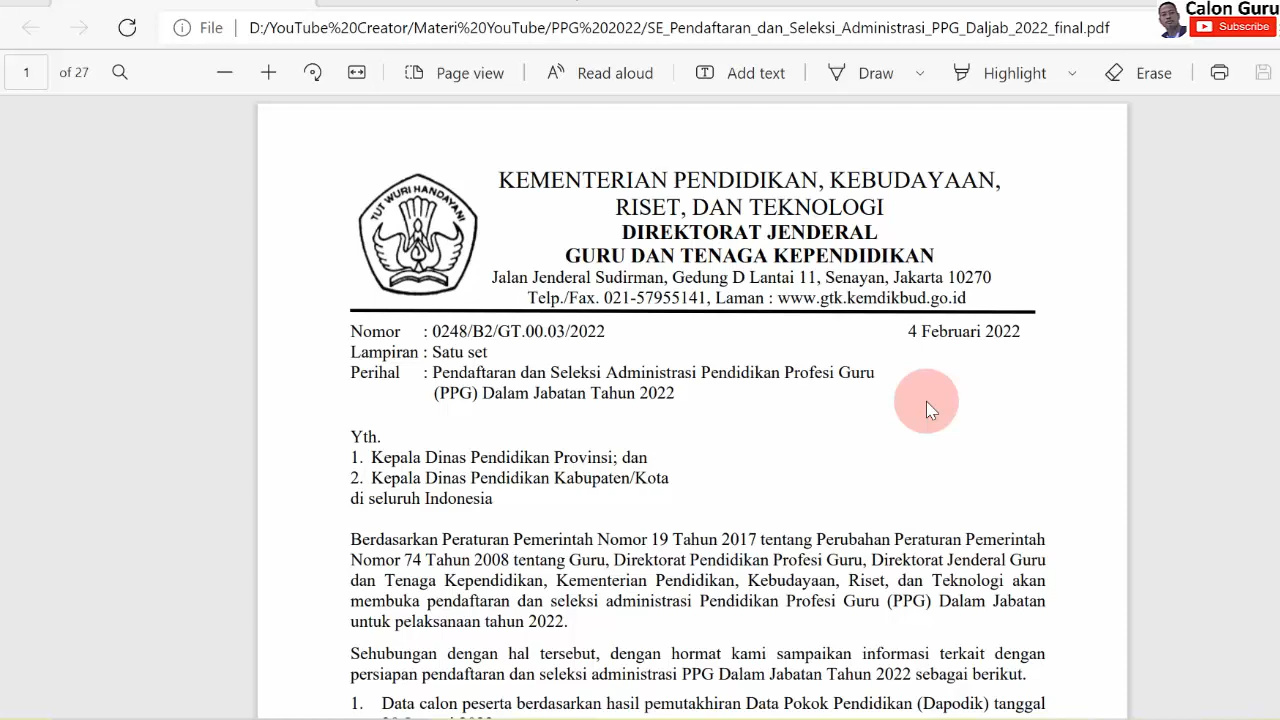 Calon Guru
Subscribe
File
D:/YouTube%20Creator/Materi%20YouTube/PPG%202022/SE_Pendaftaran_dan_Seleksi_Administrasi_PPG_Daljab_2022_final.pdf
1 of 27
Page view
Read aloud
Add text
Draw
Highlight
Erase
TUT WURI HANDAYANI
KEMENTERIAN PENDIDIKAN, KEBUDAYAAN,
RISET, DAN TEKNOLOGI
DIREKTORAT JENDERAL
GURU DAN TENAGA KEPENDIDIKAN
Jalan Jenderal Sudirman, Gedung D Lantai 11, Senayan, Jakarta 10270
Telp./Fax. 021-57955141, Laman : www.gtk.kemdikbud.go.id
Nomor : 0248/B2/GT.00.03/2022 4 Februari 2022
Lampiran : Satu set
Perihal : Pendaftaran dan Seleksi Administrasi Pendidikan Profesi Guru
(PPG) Dalam Jabatan Tahun 2022
Yth.
1. Kepala Dinas Pendidikan Provinsi; dan
2. Kepala Dinas Pendidikan Kabupaten/Kota
di seluruh Indonesia
Berdasarkan Peraturan Pemerintah Nomor 19 Tahun 2017 tentang Perubahan Peraturan Pemerintah
Nomor 74 Tahun 2008 tentang Guru, Direktorat Pendidikan Profesi Guru, Direktorat Jenderal Guru
dan Tenaga Kependidikan, Kementerian Pendidikan, Kebudayaan, Riset, dan Teknologi akan
membuka pendaftaran dan seleksi administrasi Pendidikan Profesi Guru (PPG) Dalam Jabatan
untuk pelaksanaan tahun 2022.
Sehubungan dengan hal tersebut, dengan hormat kami sampaikan informasi terkait dengan
persiapan pendaftaran dan seleksi administrasi PPG Dalam Jabatan Tahun 2022 sebagai berikut.
1. Data calon peserta berdasarkan hasil pemutakhiran Data Pokok Pendidikan (Dapodik) tanggal